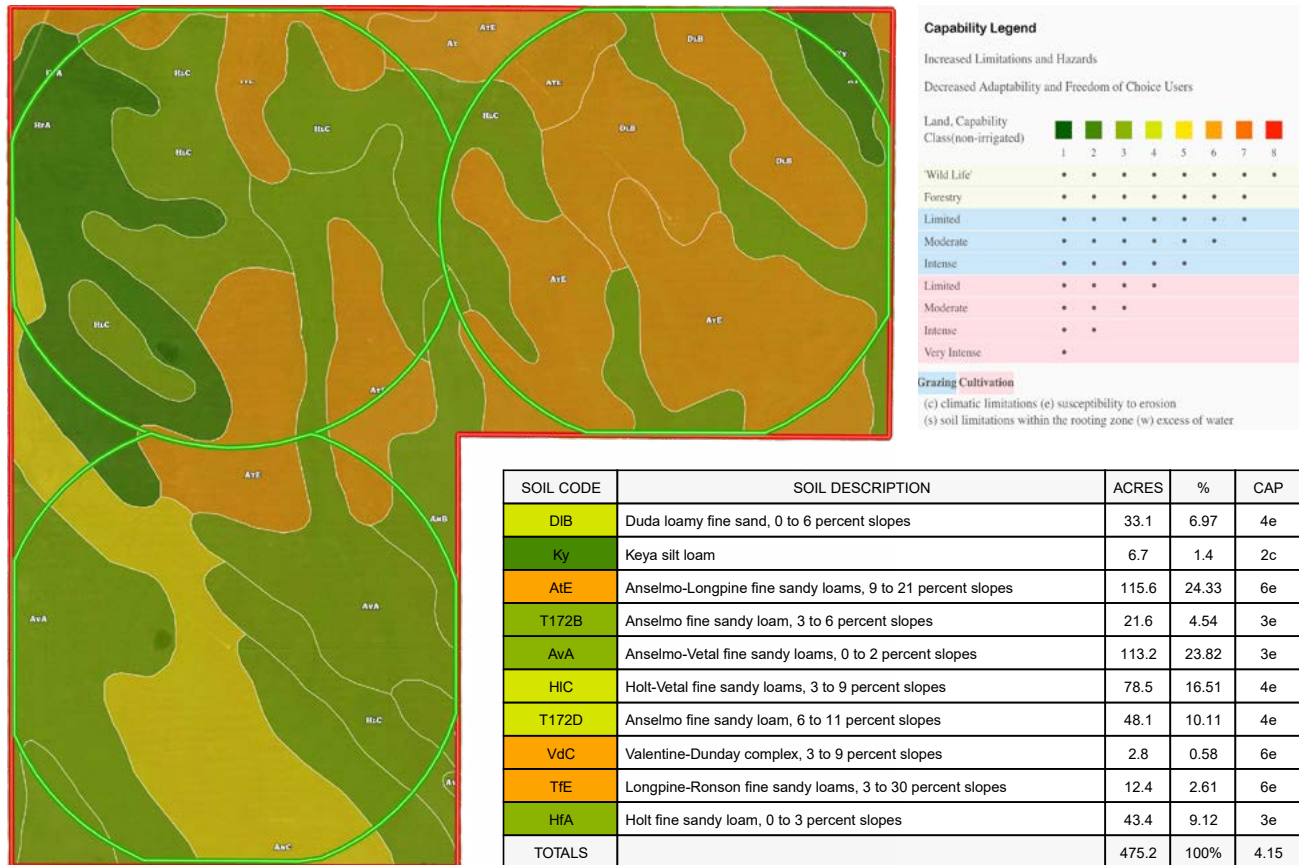 AtE
AtE
DlB
HlC
HlC
AtE
HlC
DlB
HfA
HlC
DlB
AtE
HlC
AtE
AtE
AtE
AnB
AvA
AvA
HlC
AnC
Capability Legend
Increased Limitations and Hazards
Decreased Adaptability and Freedom of Choice Users
Land, Capability
Class(non-irrigated)
1 2 3 4 5 6 7 8
'Wild Life' • • • • • • • •
Forestry • • • • • • •
Limited • • • • • • •
Moderate • • • • • •
Intense • • • • •
Limited • • • •
Moderate • • •
Intense • •
Very Intense •
Grazing Cultivation
(c) climatic limitations (e) susceptibility to erosion
(s) soil limitations within the rooting zone (w) excess of water
SOIL CODE SOIL DESCRIPTION ACRES % CAP
DlB Duda loamy fine sand, 0 to 6 percent slopes 33.1 6.97 4e
Ky Keya silt loam 6.7 1.4 2c
AtE Anselmo-Longpine fine sandy loams, 9 to 21 percent slopes 115.6 24.33 6e
T172B Anselmo fine sandy loam, 3 to 6 percent slopes 21.6 4.54 3e
AvA Anselmo-Vetal fine sandy loams, 0 to 2 percent slopes 113.2 23.82 3e
HlC Holt-Vetal fine sandy loams, 3 to 9 percent slopes 78.5 16.51 4e
T172D Anselmo fine sandy loam, 6 to 11 percent slopes 48.1 10.11 4e
VdC Valentine-Dunday complex, 3 to 9 percent slopes 2.8 0.58 6e
TfE Longpine-Ronson fine sandy loams, 3 to 30 percent slopes 12.4 2.61 6e
HfA Holt fine sandy loam, 0 to 3 percent slopes 43.4 9.12 3e
TOTALS 475.2 100% 4.15